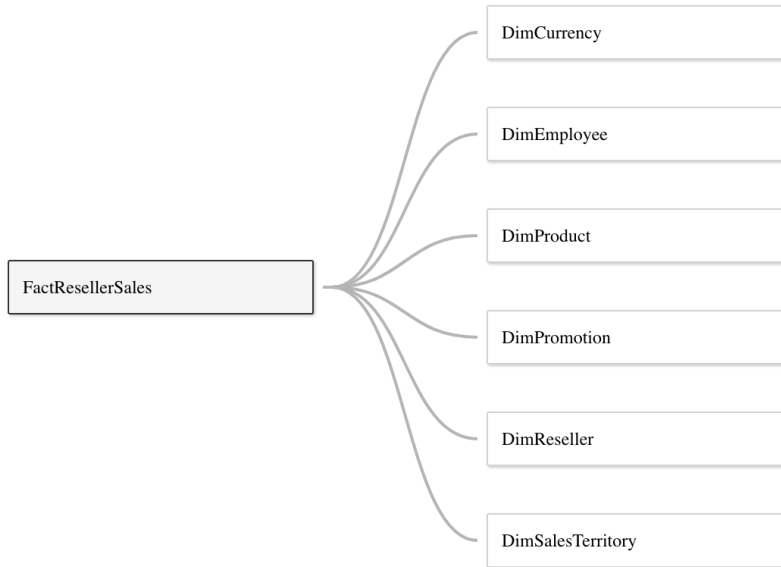 DimCurrency
DimEmployee
DimProduct
FactResellerSales
DimPromotion
DimReseller
DimSalesTerritory